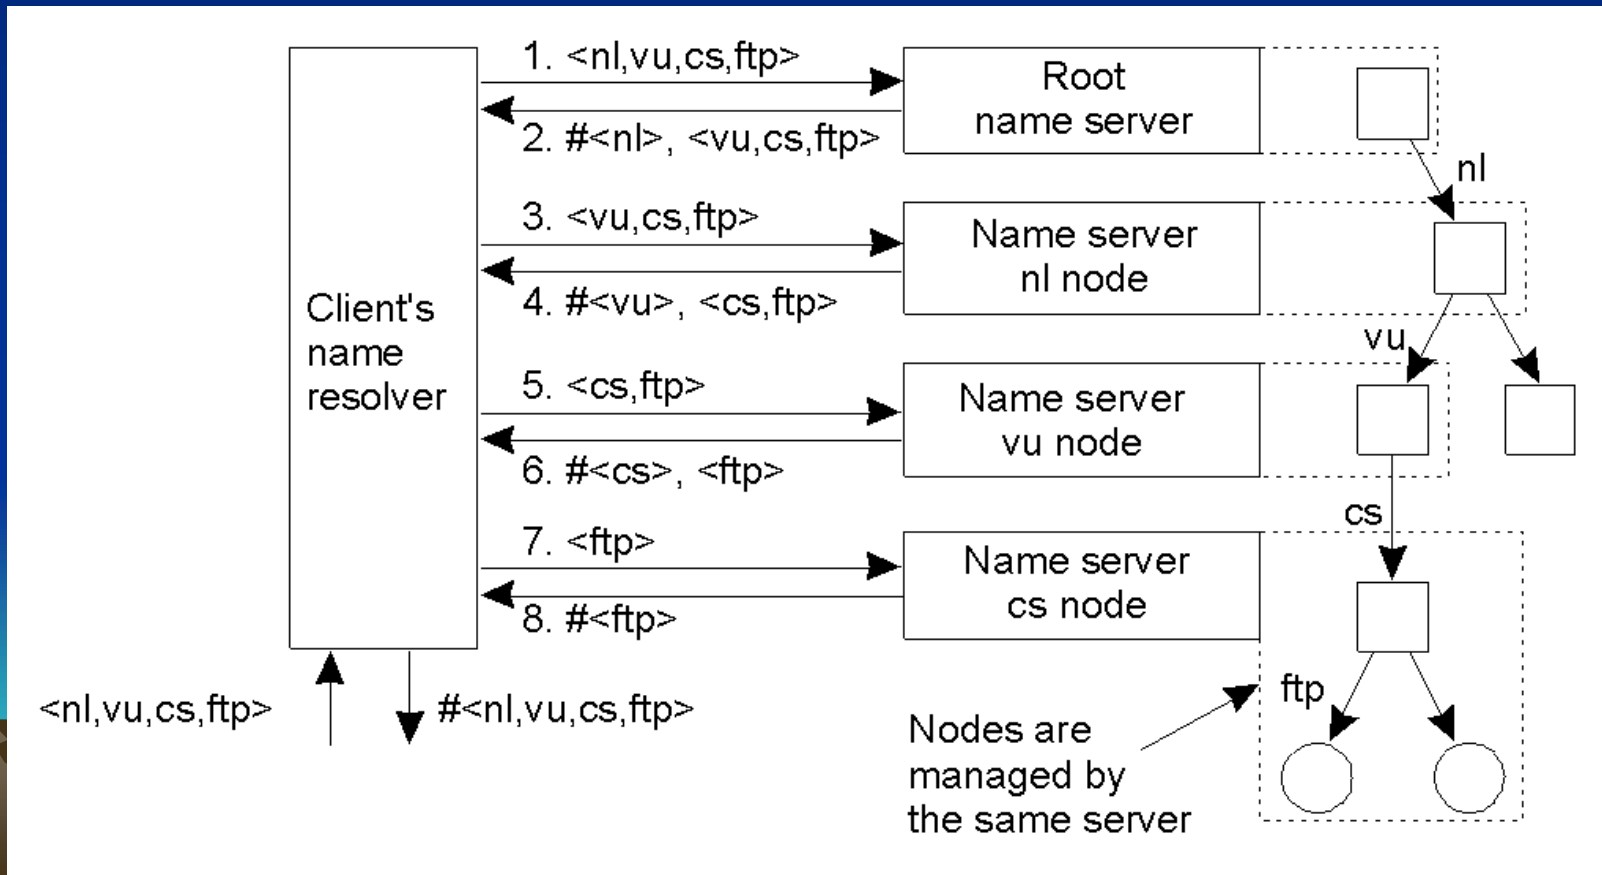 1. <nl,vu,cs,ftp>
Root
name server
2. #<nl>, <vu,cs,ftp>
nl
3. <vu,cs,ftp>
Name server
nl node
4. #<vu>, <cs,ftp>
vu
Client's
name
resolver
5. <cs,ftp>
Name server
vu node
6. #<cs>, <ftp>
cs
7. <ftp>
Name server
cs node
8. #<ftp>
ftp
<nl,vu,cs,ftp>
#<nl,vu,cs,ftp>
Nodes are
managed by
the same server